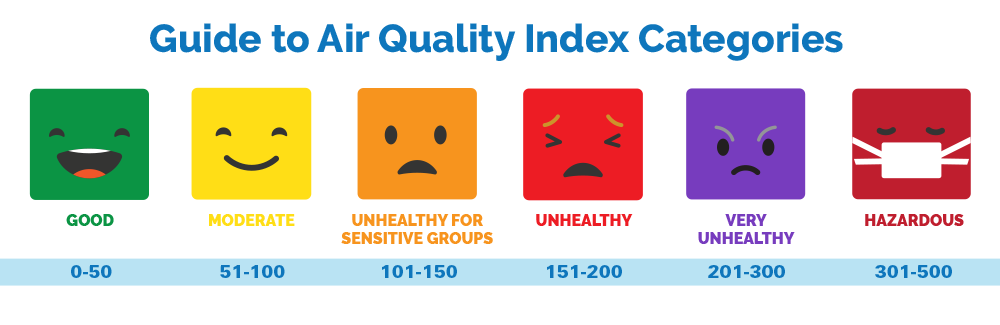 Guide to Air Quality Index Categories
GOOD
MODERATE
UNHEALTHY FOR
SENSITIVE GROUPS
UNHEALTHY
VERY
UNHEALTHY
HAZARDOUS
0-50
51-100
101-150
151-200
201-300
301-500